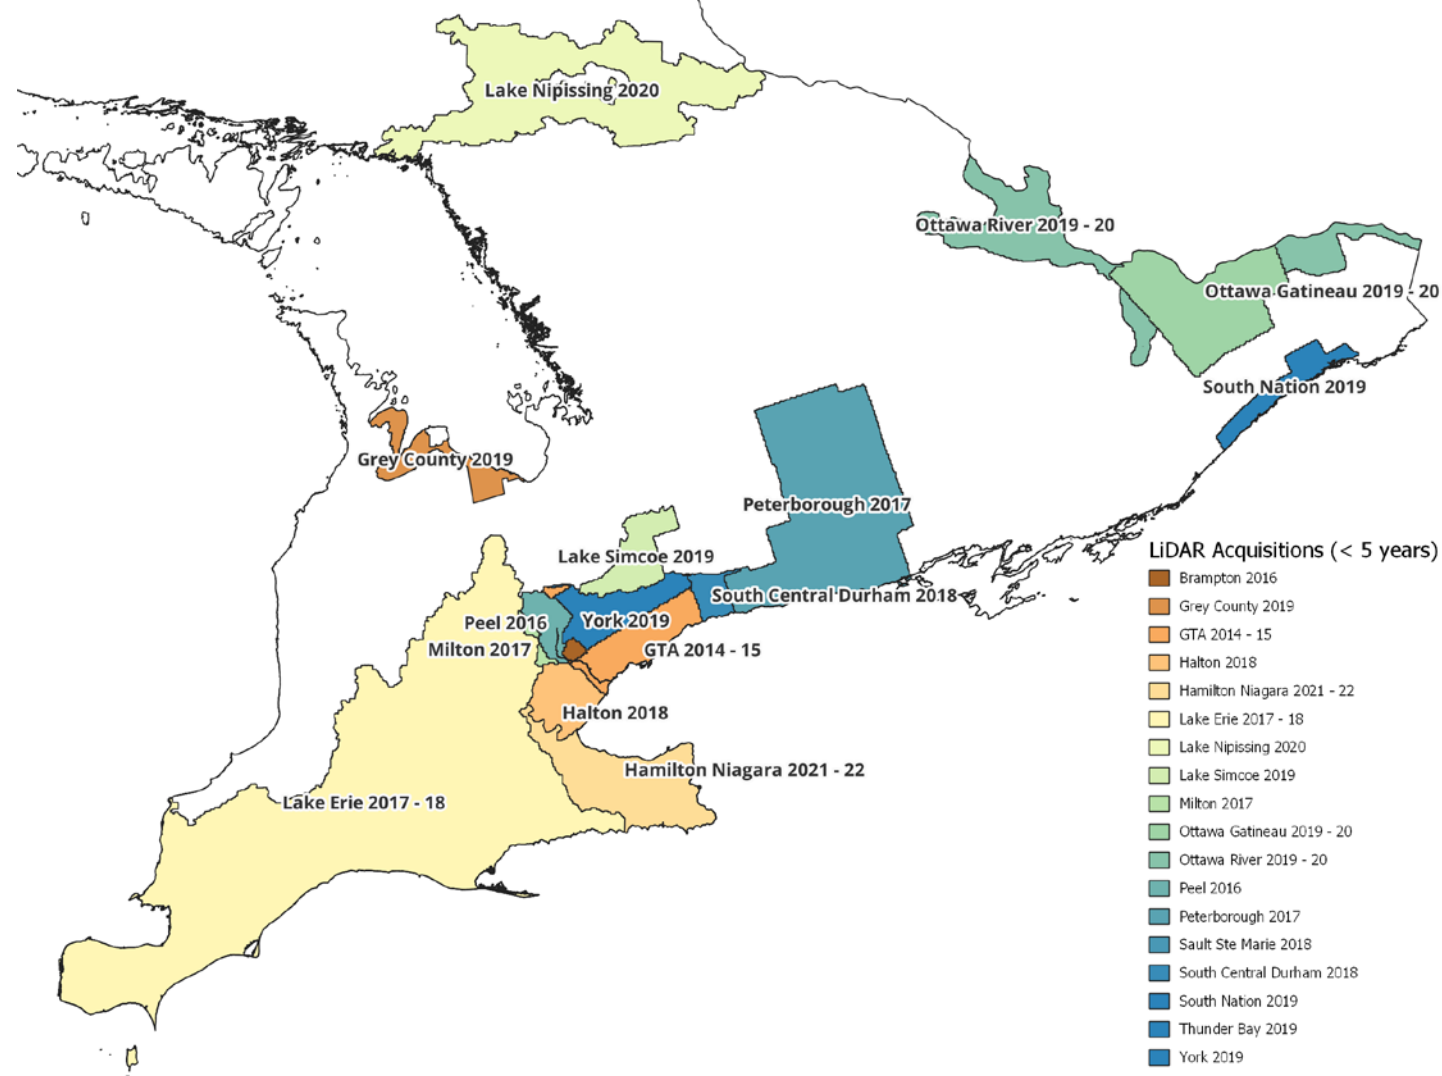 Lake Nipissing 2020
Ottawa River 2019 - 20
Ottawa Gatineau 2019 - 20
South Nation 2019
Grey County 2019
Peterborough 2017
Lake Simcoe 2019
South Central Durham 2018
Peel 2016
York 2019
Milton 2017
GTA 2014 - 15
Halton 2018
Hamilton Niagara 2021 - 22
Lake Erie 2017 - 18
LiDAR Acquisitions (< 5 years)
Brampton 2016
Grey County 2019
GTA 2014 - 15
Halton 2018
Hamilton Niagara 2021 - 22
Lake Erie 2017 - 18
Lake Nipissing 2020
Lake Simcoe 2019
Milton 2017
Ottawa Gatineau 2019 - 20
Ottawa River 2019 - 20
Peel 2016
Peterborough 2017
Sault Ste Marie 2018
South Central Durham 2018
South Nation 2019
Thunder Bay 2019
York 2019